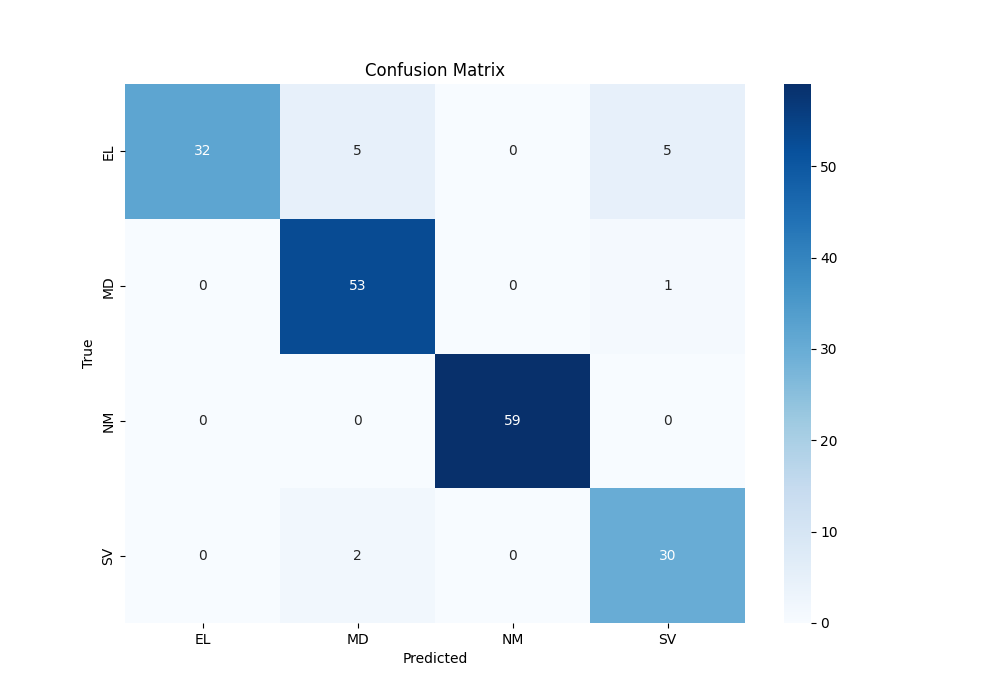 Confusion Matrix
EL 32 5 0 5
MD 0 53 0 1
NM 0 0 59 0
SV 0 2 0 30
EL MD NM SV
Predicted
True
50
40
30
20
10
0